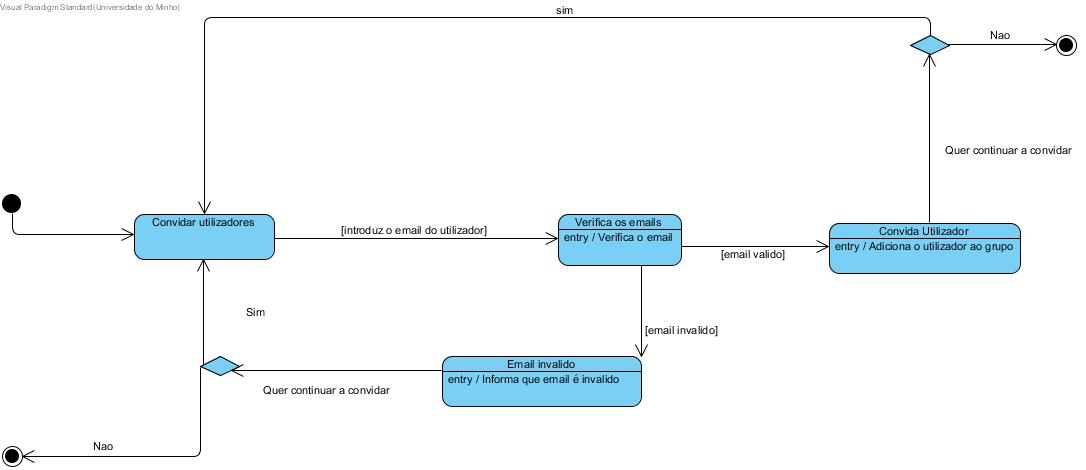 Visual Paradigm Standard(Universidade do Minho)
sim
Nao
Quer continuar a convidar
Convidar utilizadores
[introduz o email do utilizador]
Verifica os emails
entry / Verifica o email
[email valido]
Convida Utilizador
entry / Adiciona o utilizador ao grupo
Sim
[email invalido]
Email invalido
entry / Informa que email é invalido
Quer continuar a convidar
Nao